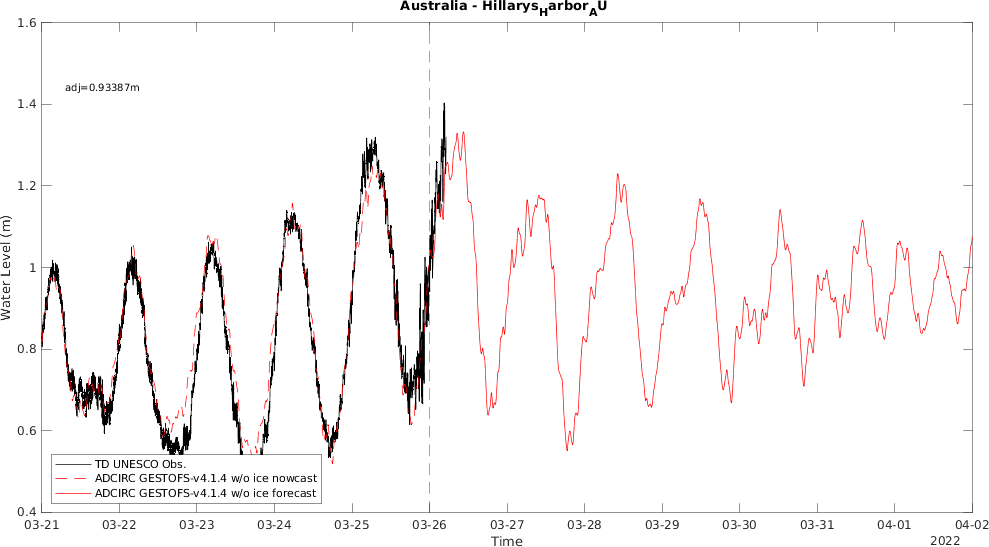 Australia - HillarysHarborAU
1.6
1.4
1.2
1
0.8
0.6
0.4
Water Level (m)
adj=0.93387m
TD UNESCO Obs.
ADCIRC GESTOFS-v4.1.4 w/o ice nowcast
ADCIRC GESTOFS-v4.1.4 w/o ice forecast
03-21 03-22 03-23 03-24 03-25 03-26 03-27 03-28 03-29 03-30 03-31 04-01 04-02
Time
2022